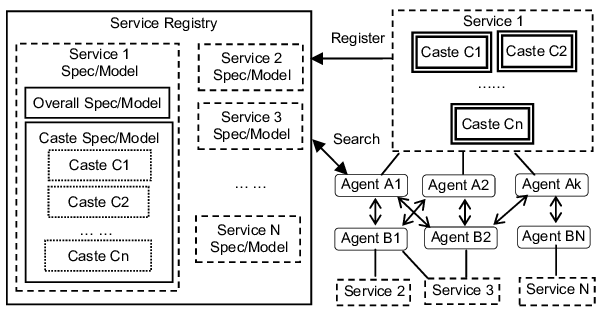 Service Registry
Service 1
Spec/Model
Overall Spec/Model
Caste Spec/Model
Caste C1
Caste C2
... ...
Caste Cn
Service 2
Spec/Model
Service 3
Spec/Model
... ...
Service N
Spec/Model
Register
Search
Service 1
Caste C1
Caste C2
......
Caste Cn
Agent A1
Agent A2
Agent Ak
Agent B1
Agent B2
Agent BN
Service 2
Service 3
Service N